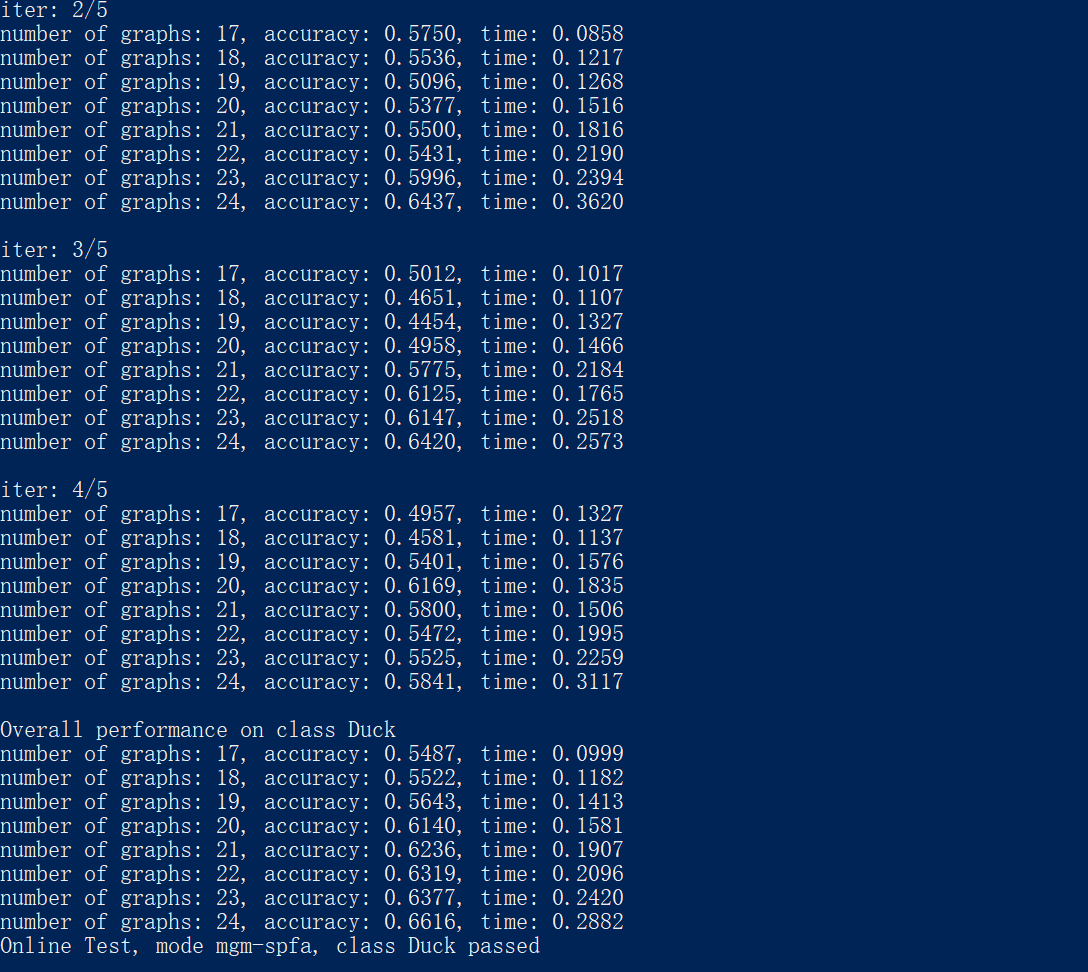 iter: 2/5
number of graphs: 17, accuracy: 0.5750, time: 0.0858
number of graphs: 18, accuracy: 0.5536, time: 0.1217
number of graphs: 19, accuracy: 0.5096, time: 0.1268
number of graphs: 20, accuracy: 0.5377, time: 0.1516
number of graphs: 21, accuracy: 0.5500, time: 0.1816
number of graphs: 22, accuracy: 0.5431, time: 0.2190
number of graphs: 23, accuracy: 0.5996, time: 0.2394
number of graphs: 24, accuracy: 0.6437, time: 0.3620
iter: 3/5
number of graphs: 17, accuracy: 0.5012, time: 0.1017
number of graphs: 18, accuracy: 0.4651, time: 0.1107
number of graphs: 19, accuracy: 0.4454, time: 0.1327
number of graphs: 20, accuracy: 0.4958, time: 0.1466
number of graphs: 21, accuracy: 0.5775, time: 0.2184
number of graphs: 22, accuracy: 0.6125, time: 0.1765
number of graphs: 23, accuracy: 0.6147, time: 0.2518
number of graphs: 24, accuracy: 0.6420, time: 0.2573
iter: 4/5
number of graphs: 17, accuracy: 0.4957, time: 0.1327
number of graphs: 18, accuracy: 0.4581, time: 0.1137
number of graphs: 19, accuracy: 0.5401, time: 0.1576
number of graphs: 20, accuracy: 0.6169, time: 0.1835
number of graphs: 21, accuracy: 0.5800, time: 0.1506
number of graphs: 22, accuracy: 0.5472, time: 0.1995
number of graphs: 23, accuracy: 0.5525, time: 0.2259
number of graphs: 24, accuracy: 0.5841, time: 0.3117
Overall performance on class Duck
number of graphs: 17, accuracy: 0.5487, time: 0.0999
number of graphs: 18, accuracy: 0.5522, time: 0.1182
number of graphs: 19, accuracy: 0.5643, time: 0.1413
number of graphs: 20, accuracy: 0.6140, time: 0.1581
number of graphs: 21, accuracy: 0.6236, time: 0.1907
number of graphs: 22, accuracy: 0.6319, time: 0.2096
number of graphs: 23, accuracy: 0.6377, time: 0.2420
number of graphs: 24, accuracy: 0.6616, time: 0.2882
Online Test, mode mgm-spfa, class Duck passed